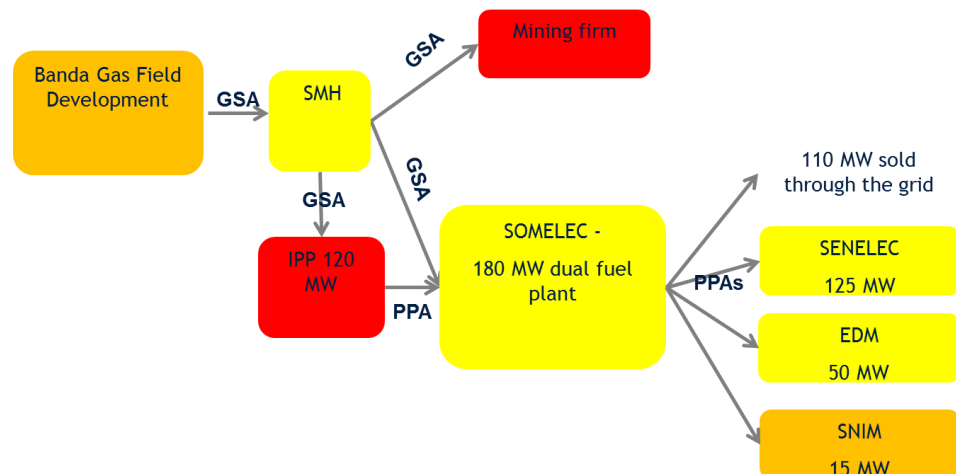 Banda Gas Field
Development
GSA
SMH
GSA
Mining firm
GSA
GSA
IPP 120
MW
PPA
SOMELEC -
180 MW dual fuel
plant
PPAs
110 MW sold
through the grid
SENELEC
125 MW
EDM
50 MW
SNIM
15 MW